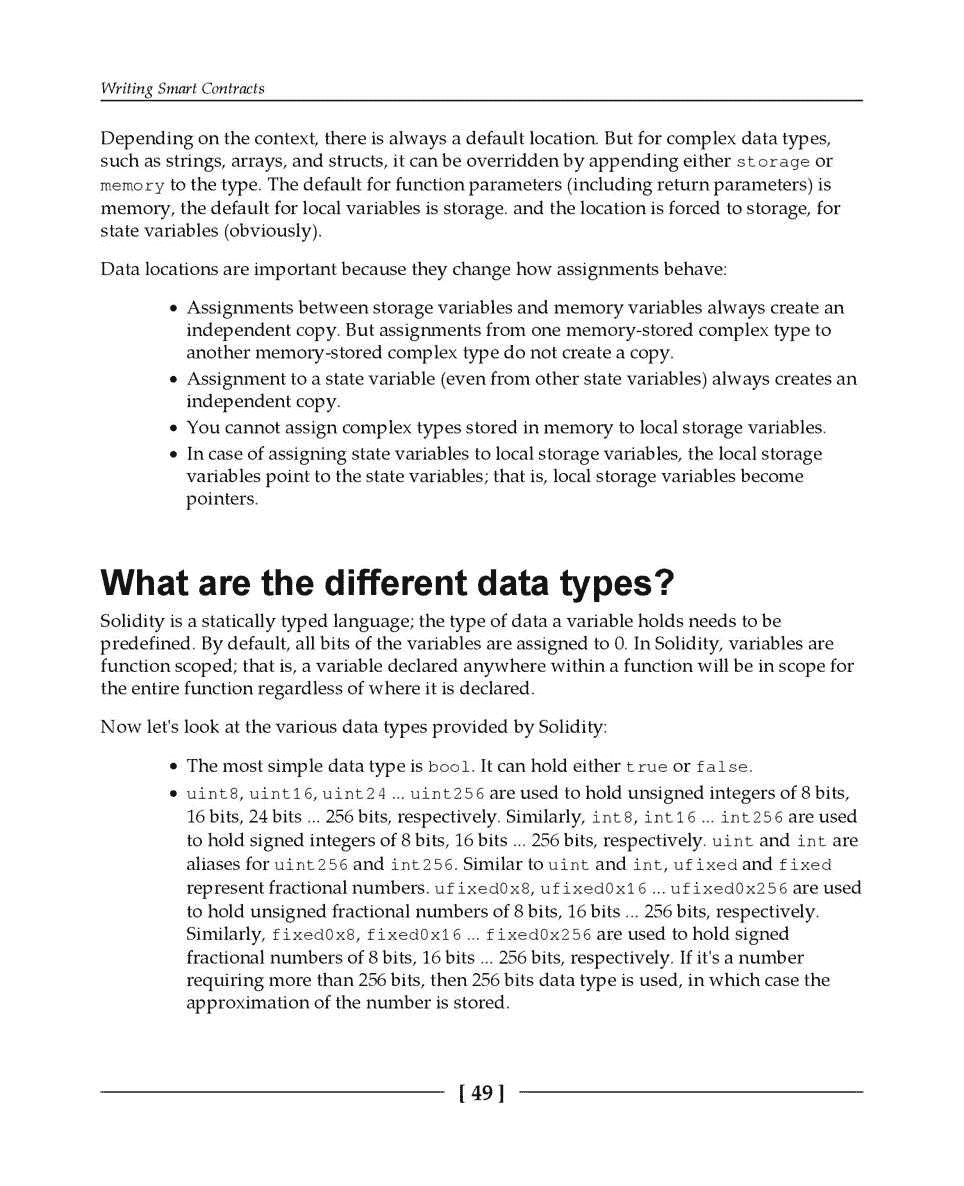 Writing Smart Contracts
Depending on the context, there is always a default location. But for complex data types,
such as strings, arrays, and structs, it can be overridden by appending either storage or
memory to the type. The default for function parameters (including return parameters) is
memory, the default for local variables is storage. and the location is forced to storage, for
state variables (obviously).
Data locations are important because they change how assignments behave:
• Assignments between storage variables and memory variables always create an
independent copy. But assignments from one memory-stored complex type to
another memory-stored complex type do not create a copy.
• Assignment to a state variable (even from other state variables) always creates an
independent copy.
• You cannot assign complex types stored in memory to local storage variables.
• In case of assigning state variables to local storage variables, the local storage
variables point to the state variables; that is, local storage variables become
pointers.
What are the different data types?
Solidity is a statically typed language; the type of data a variable holds needs to be
predefined. By default, all bits of the variables are assigned to 0. In Solidity, variables are
function scoped; that is, a variable declared anywhere within a function will be in scope for
the entire function regardless of where it is declared.
Now let's look at the various data types provided by Solidity:
• The most simple data type is bool. It can hold either true or false.
• uint8, uint16, uint24 ... uint256 are used to hold unsigned integers of 8 bits,
16 bits, 24 bits ... 256 bits, respectively. Similarly, int8, int16 ... int256 are used
to hold signed integers of 8 bits, 16 bits ... 256 bits, respectively. uint and int are
aliases for uint256 and int256. Similar to uint and int, ufixed and fixed
represent fractional numbers. ufixed0x8, ufixed0x16 ... ufixed0x256 are used
to hold unsigned fractional numbers of 8 bits, 16 bits ... 256 bits, respectively.
Similarly, fixed0x8, fixed0x16 ... fixed0x256 are used to hold signed
fractional numbers of 8 bits, 16 bits ... 256 bits, respectively. If it's a number
requiring more than 256 bits, then 256 bits data type is used, in which case the
approximation of the number is stored.
[ 49 ]